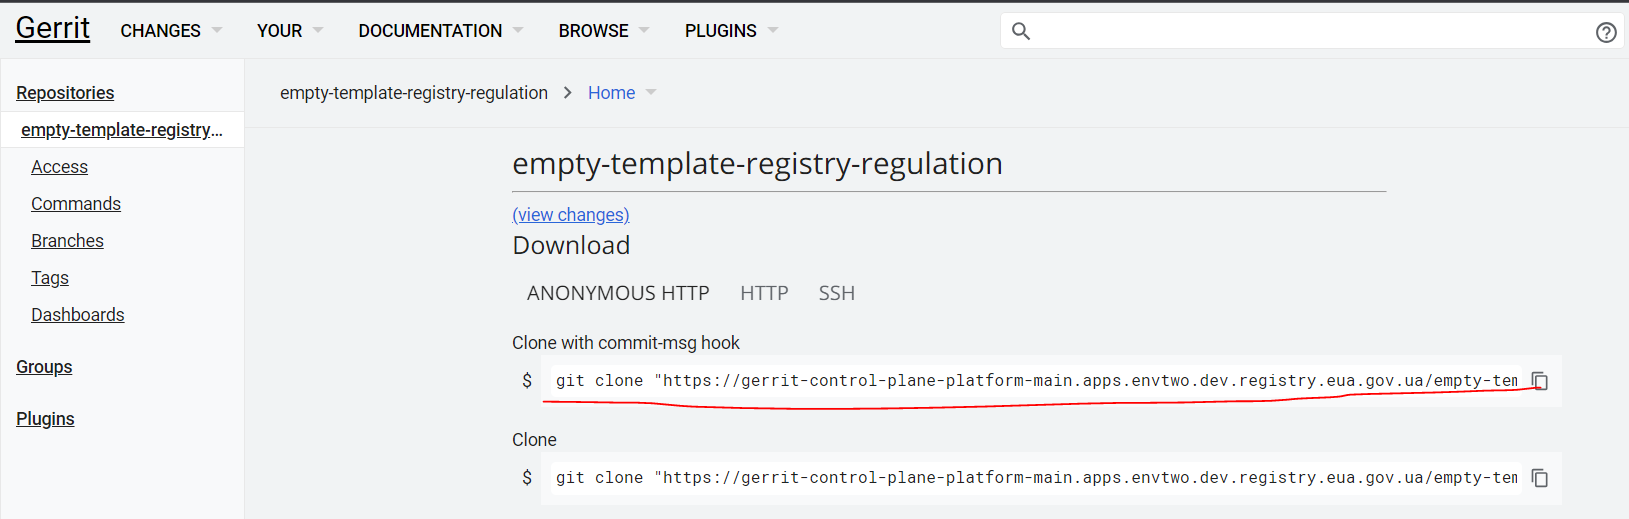 Gerrit CHANGES YOUR DOCUMENTATION BROWSE PLUGINS
Repositories
empty-template-registry...
Access
Commands
Branches
Tags
Dashboards
Groups
Plugins
empty-template-registry-regulation > Home
empty-template-registry-regulation
(view changes)
Download
ANONYMOUS HTTP HTTP SSH
Clone with commit-msg hook
$ git clone "https://gerrit-control-plane-platform-main.apps.envtwo.dev.registry.eua.gov.ua/empty-tem
Clone
$ git clone "https://gerrit-control-plane-platform-main.apps.envtwo.dev.registry.eua.gov.ua/empty-tem